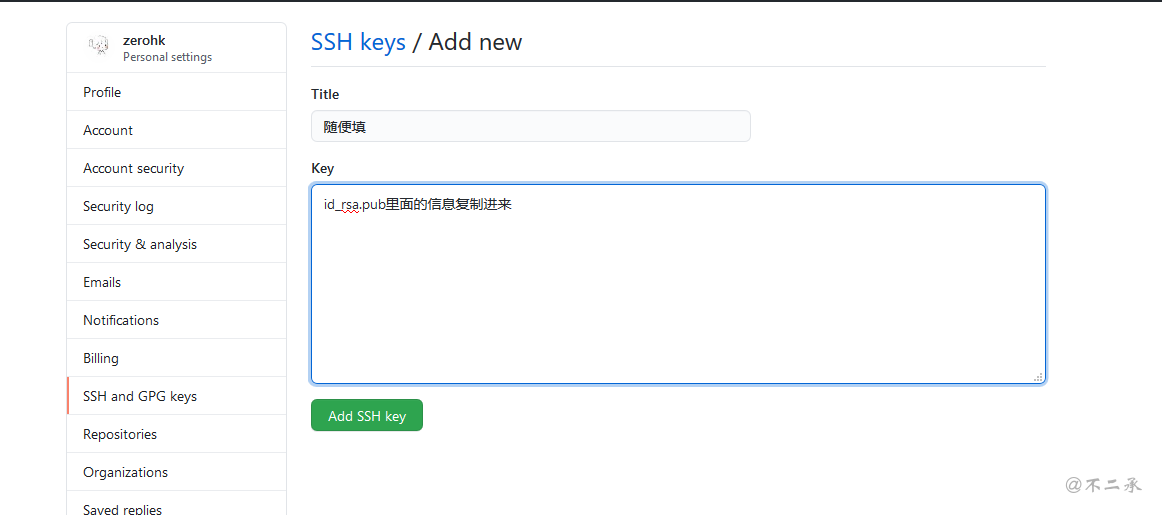 zerohk
Personal settings
Profile
Account
Account security
Security log
Security & analysis
Emails
Notifications
Billing
SSH and GPG keys
Repositories
Organizations
Saved replies
SSH keys / Add new
Title
随便填
Key
id_rsa.pub里面的信息复制进来
Add SSH key
@不二承